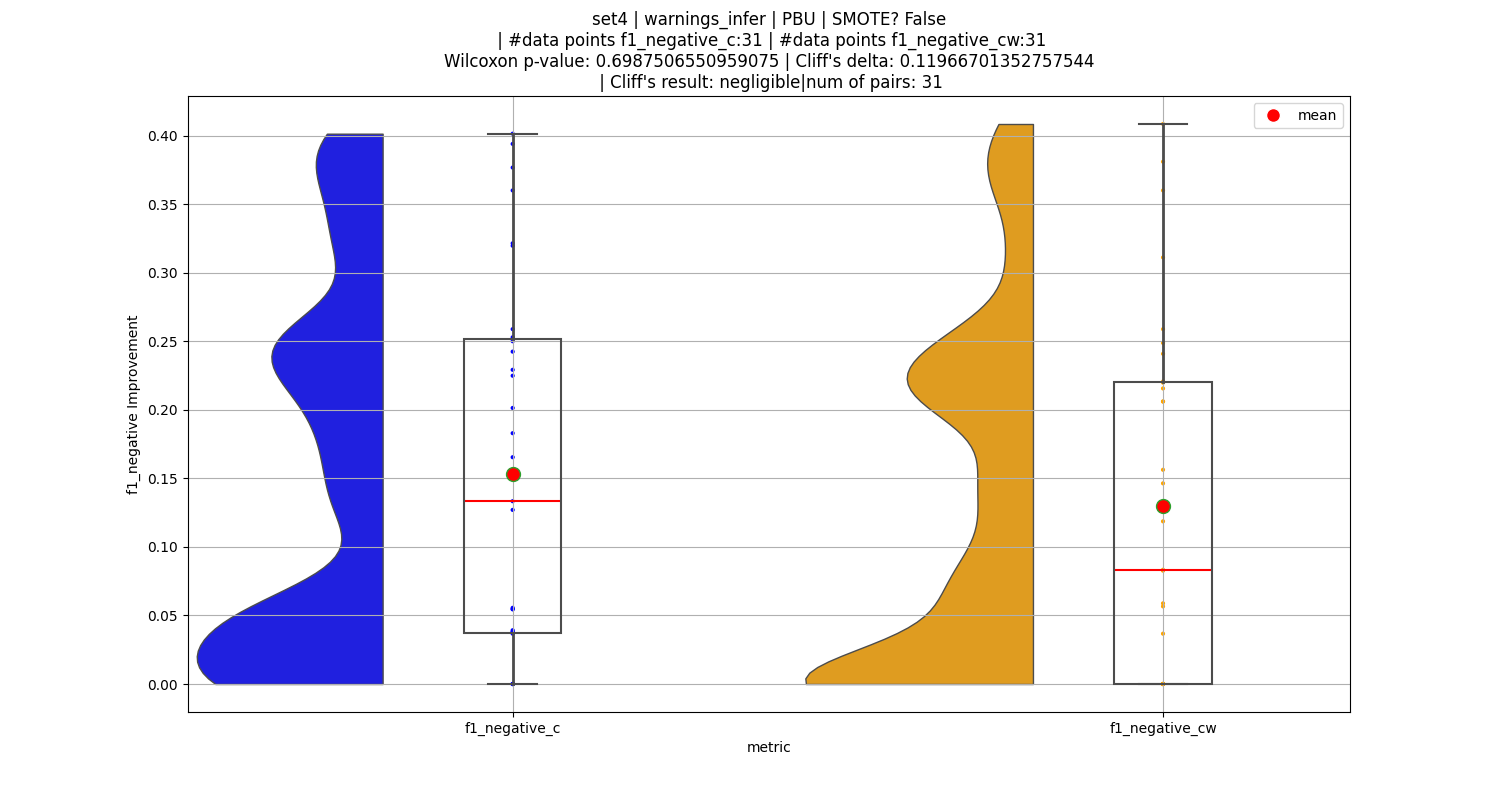 set4 | warnings_infer | PBU | SMOTE? False
| #data points f1_negative_c:31 | #data points f1_negative_cw:31
Wilcoxon p-value: 0.6987506550959075 | Cliff's delta: 0.11966701352757544
| Cliff's result: negligible|num of pairs: 31
mean
0.40
0.35
0.30
0.25
0.20
0.15
0.10
0.05
0.00
f1_negative Improvement
f1_negative_c
f1_negative_cw
metric